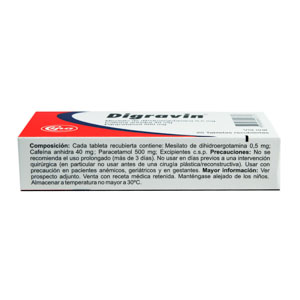 Digravin
Composición: Cada tableta recubierta contiene: Mesilato de dihidroergotamina 0,5 mg;
Cafeína anhidra 40 mg; Paracetamol 500 mg; Excipientes c.s.p. Precauciones: No se
recomienda el uso prolongado (más de 3 días). No usar en días previos a una intervención
quirúrgica (en particular no usar antes de una cirugía plástica/reconstructiva). Usar con
precaución en pacientes anémicos, geriátricos y en gestantes. Mayor información: Ver
prospecto adjunto. Venta con receta médica retenida. Manténgase alejado de los niños.
Almacenar a temperatura no mayor a 30ºC.